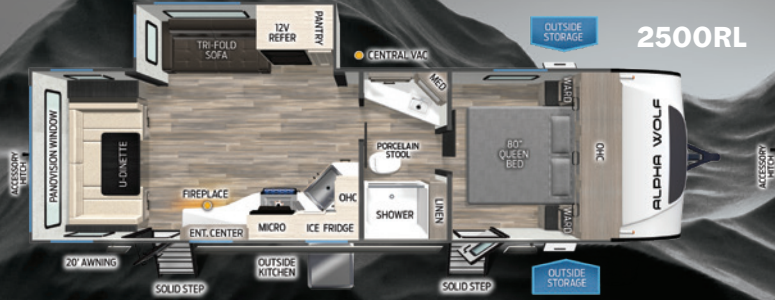 2500RL
OUTSIDE
STORAGE
12V
REFER
PANTRY
TRI-FOLD
SOFA
CENTRAL VAC
MED
WARD
PANOVISION WINDOW
U-DINETTE
ACCESSORY
HITCH
PORCELAIN
STOOL
80"
QUEEN
BED
OHC
ALPHA WOLF
ACCESSORY
HITCH
FIREPLACE
OHC
SHOWER
LINEN
WARD
ENT. CENTER
MICRO
ICE FRIDGE
20' AWNING
SOLID STEP
OUTSIDE
KITCHEN
SOLID STEP
OUTSIDE
STORAGE